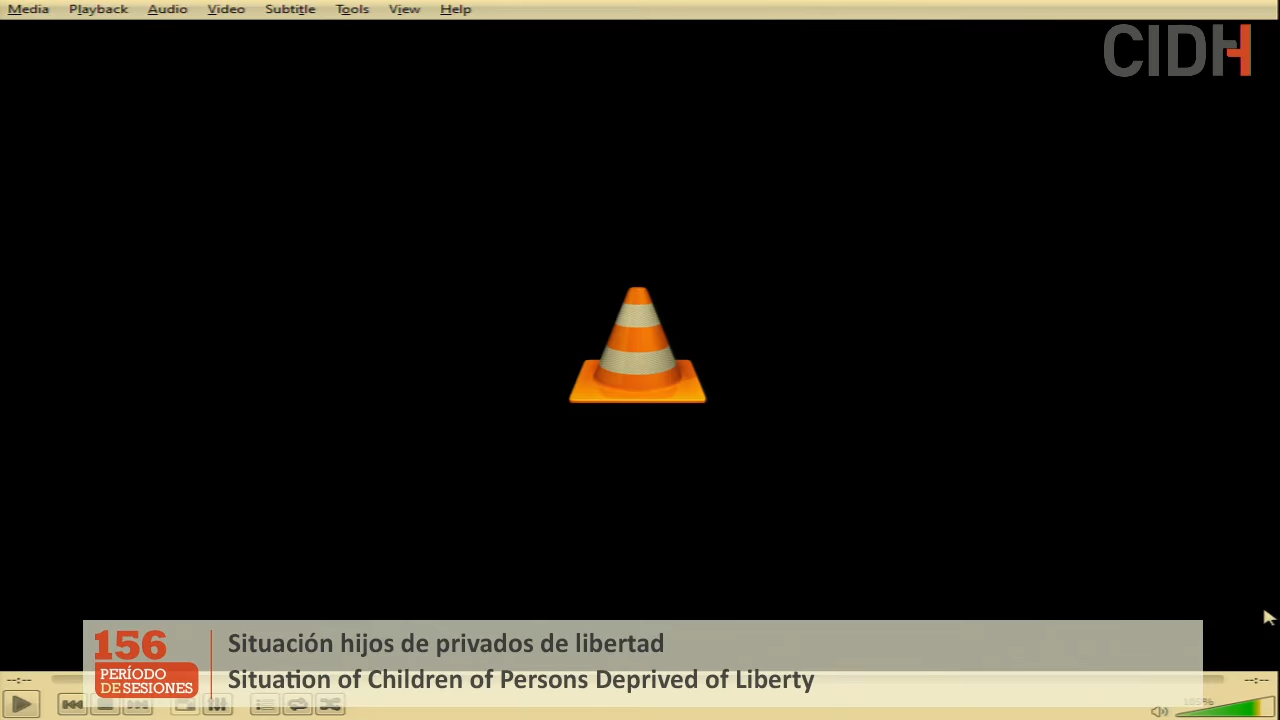 Media Playback Audio Video Subtitle Tools View Help
CIDH
156
PERÍODO
DE SESIONES
Situación hijos de privados de libertad
Situation of Children of Persons Deprived of Liberty
--:--
--:--